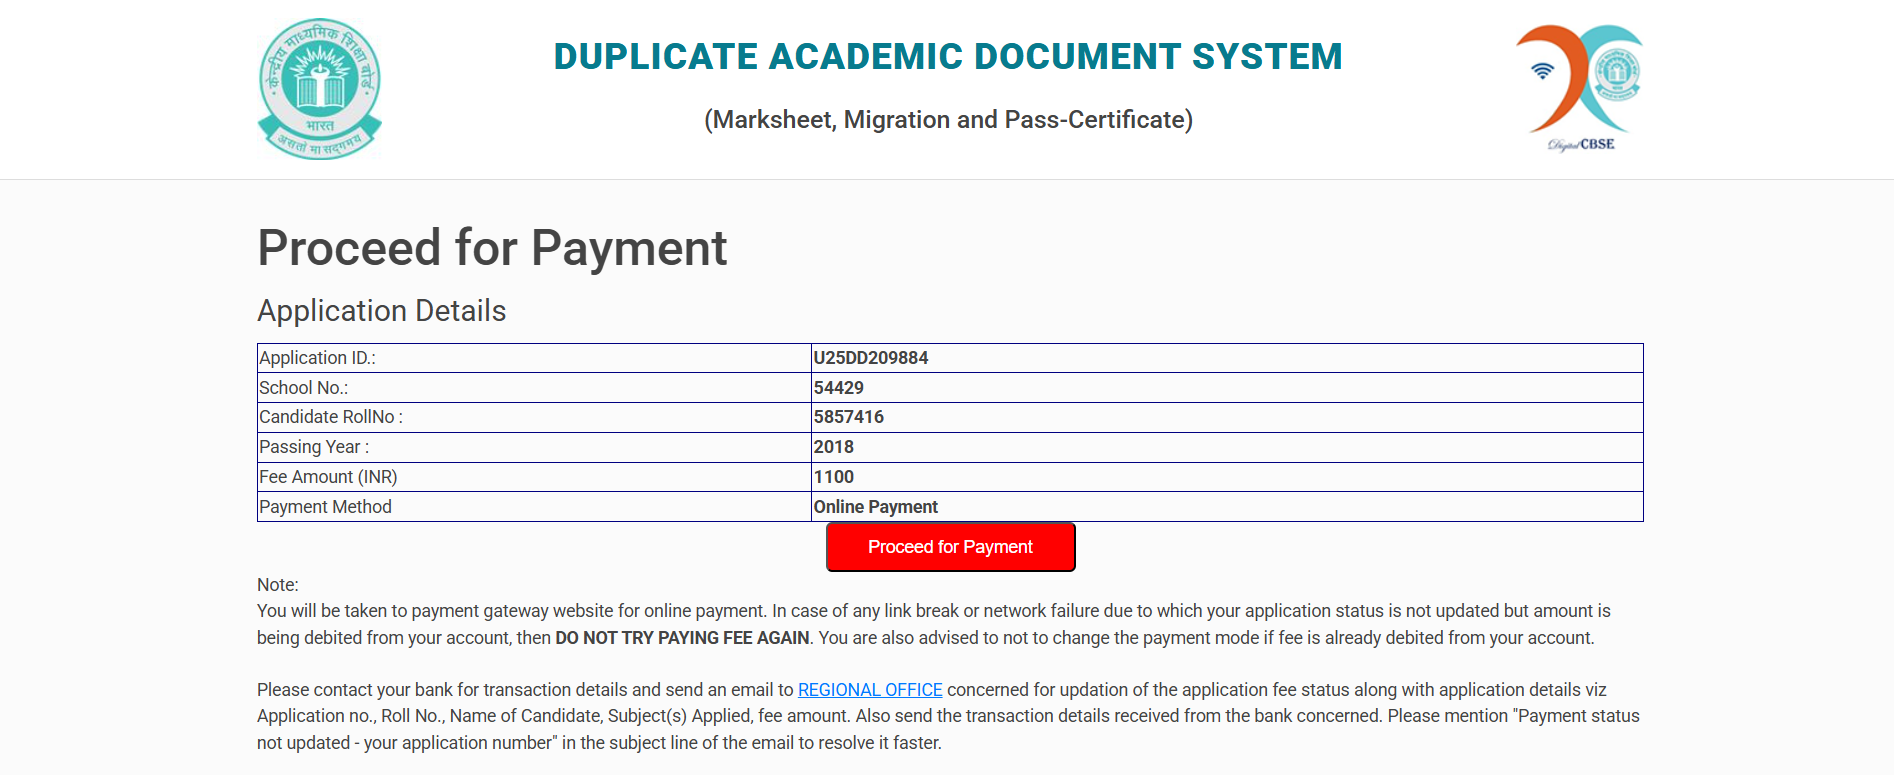 केन्द्रीय माध्यमिक शिक्षा बोर्ड
भारत
असतो मा सद्गमय
DUPLICATE ACADEMIC DOCUMENT SYSTEM
(Marksheet, Migration and Pass-Certificate)
Digital CBSE
Proceed for Payment
Application Details
Application ID.: U25DD209884
School No.: 54429
Candidate RollNo : 5857416
Passing Year : 2018
Fee Amount (INR) 1100
Payment Method Online Payment
Proceed for Payment
Note:
You will be taken to payment gateway website for online payment. In case of any link break or network failure due to which your application status is not updated but amount is
being debited from your account, then DO NOT TRY PAYING FEE AGAIN. You are also advised to not to change the payment mode if fee is already debited from your account.
Please contact your bank for transaction details and send an email to REGIONAL OFFICE concerned for updation of the application fee status along with application details viz
Application no., Roll No., Name of Candidate, Subject(s) Applied, fee amount. Also send the transaction details received from the bank concerned. Please mention "Payment status
not updated - your application number" in the subject line of the email to resolve it faster.